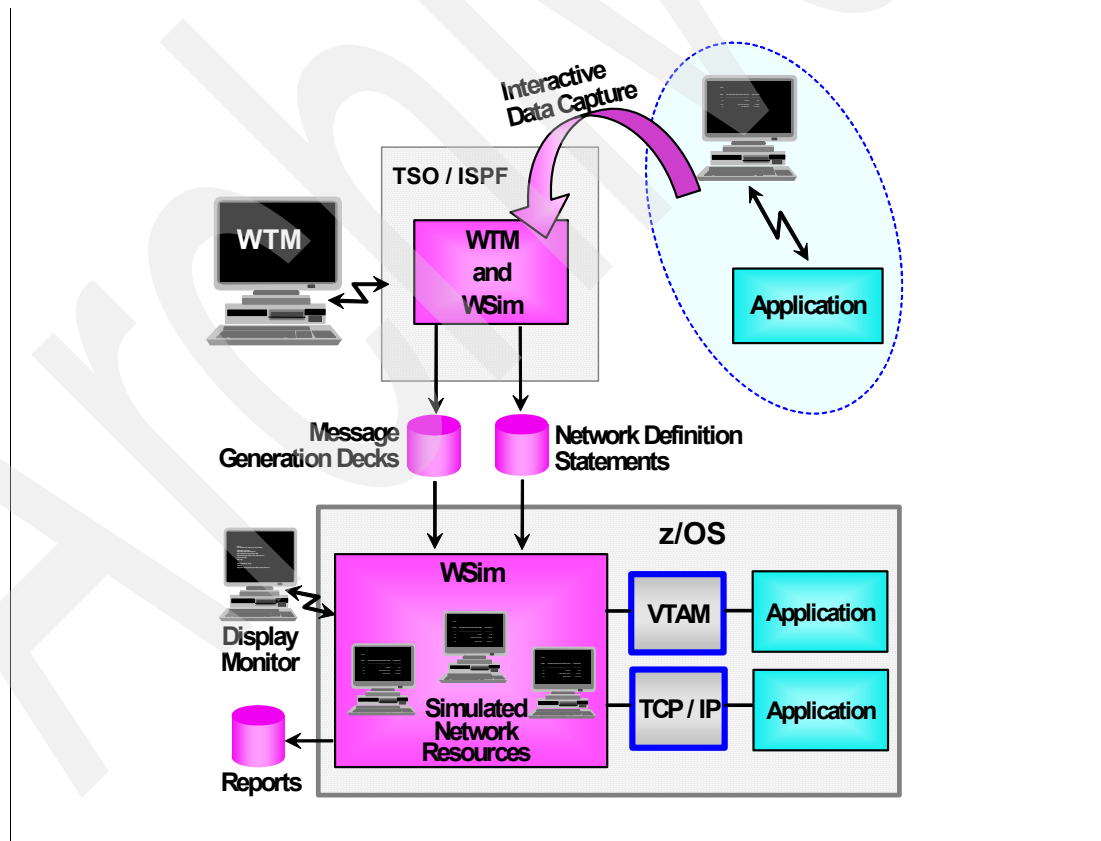 Interactive
Data Capture
TSO / ISPF
WTM
WTM
and
WSim
Application
Message
Generation Decks
Network Definition
Statements
z/OS
WSim
VTAM
Application
Display
Monitor
Simulated
Network
Resources
TCP / IP
Application
Reports